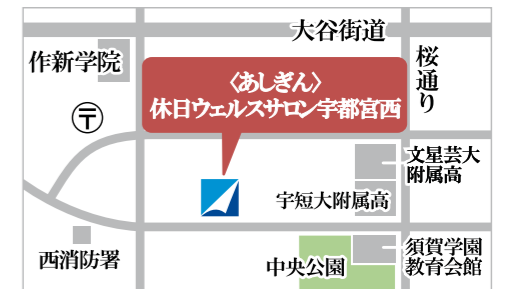 大谷街道
作新学院
桜通り
〈あしぎん〉
休日ウェルスサロン宇都宮西
〒
文星芸大
附属高
宇短大附属高
西消防署
中央公園
須賀学園
教育会館